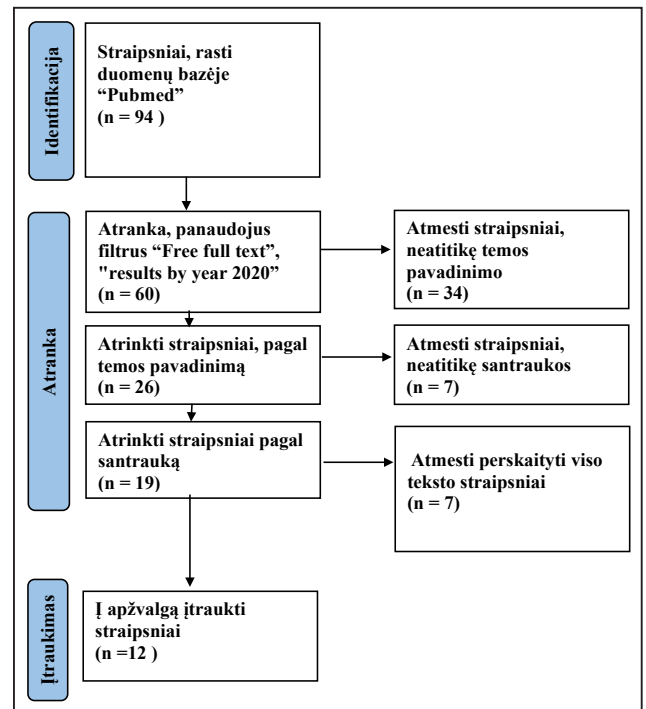 Identifikacija
Straipsniai, rasti
duomenų bazėje
“Pubmed”
(n = 94 )
Atranka
Atranka, panaudojus
filtrus “Free full text”,
"results by year 2020”
(n = 60)
Atmesti straipsniai,
neatitikę temos
pavadinimo
(n = 34)
Atrinkti straipsniai, pagal
temos pavadinimą
(n = 26)
Atmesti straipsniai,
neatitikę santraukos
(n = 7)
Atrinkti straipsniai pagal
santrauką
(n = 19)
Atmesti perskaityti viso
teksto straipsniai
(n = 7)
Įtraukimas
Į apžvalgą įtraukti
straipsniai
(n =12 )